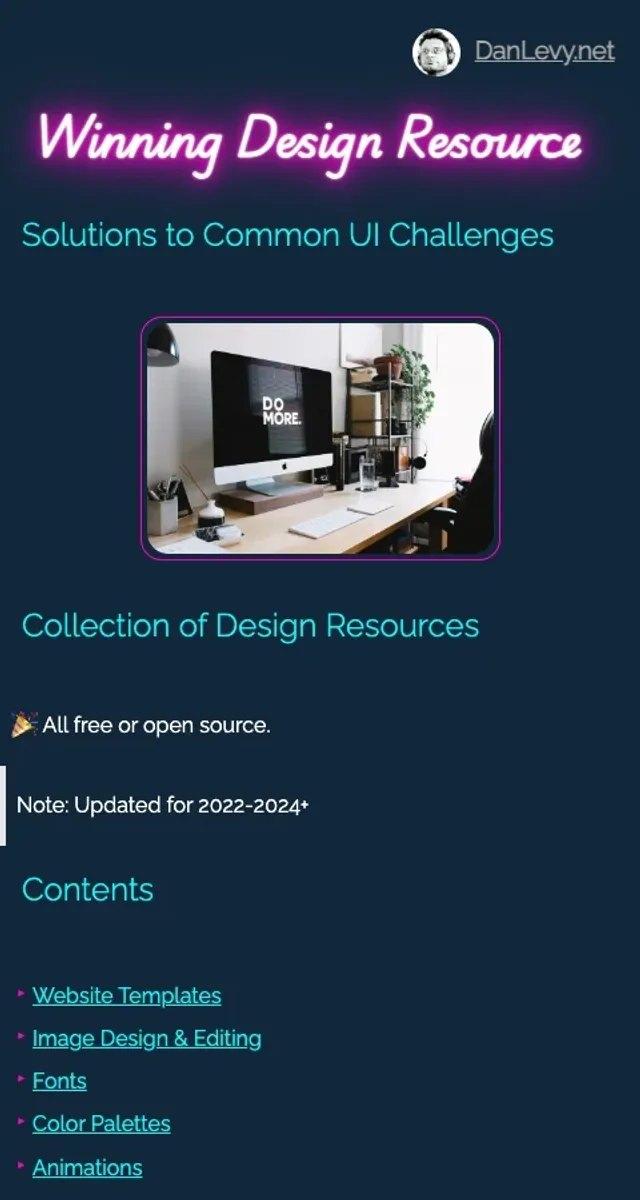 DanLevy.net
Winning Design Resource
Solutions to Common UI Challenges
DO
MORE.
Collection of Design Resources
🎉 All free or open source.
Note: Updated for 2022-2024+
Contents
‣ Website Templates
‣ Image Design & Editing
‣ Fonts
‣ Color Palettes
‣ Animations